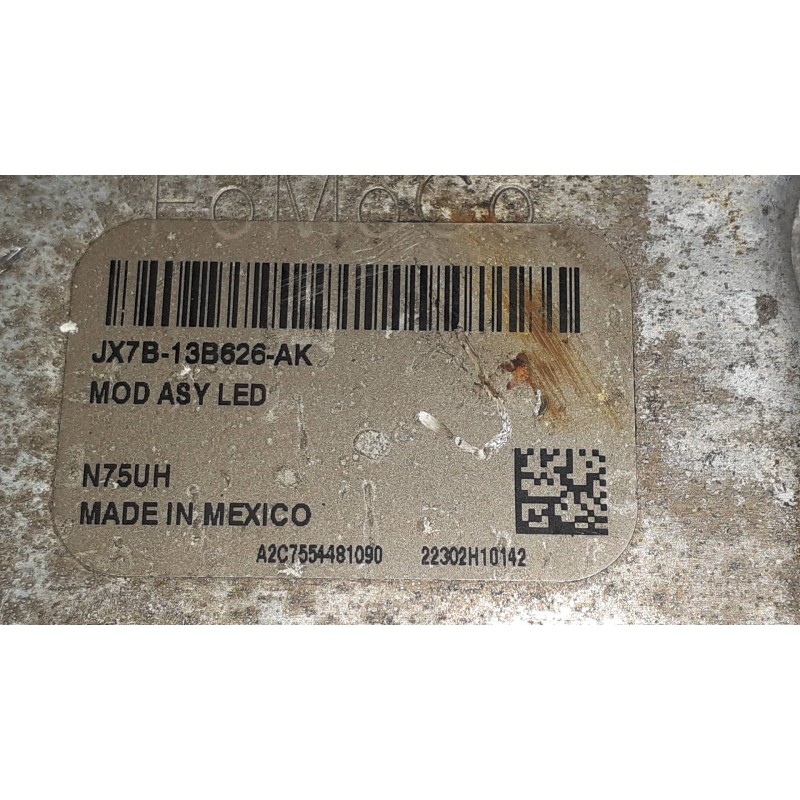 FoMoCo
JX7B-13B626-AK
MOD ASY LED
N75UH
MADE IN MEXICO
A2C7554481090 22302H10142